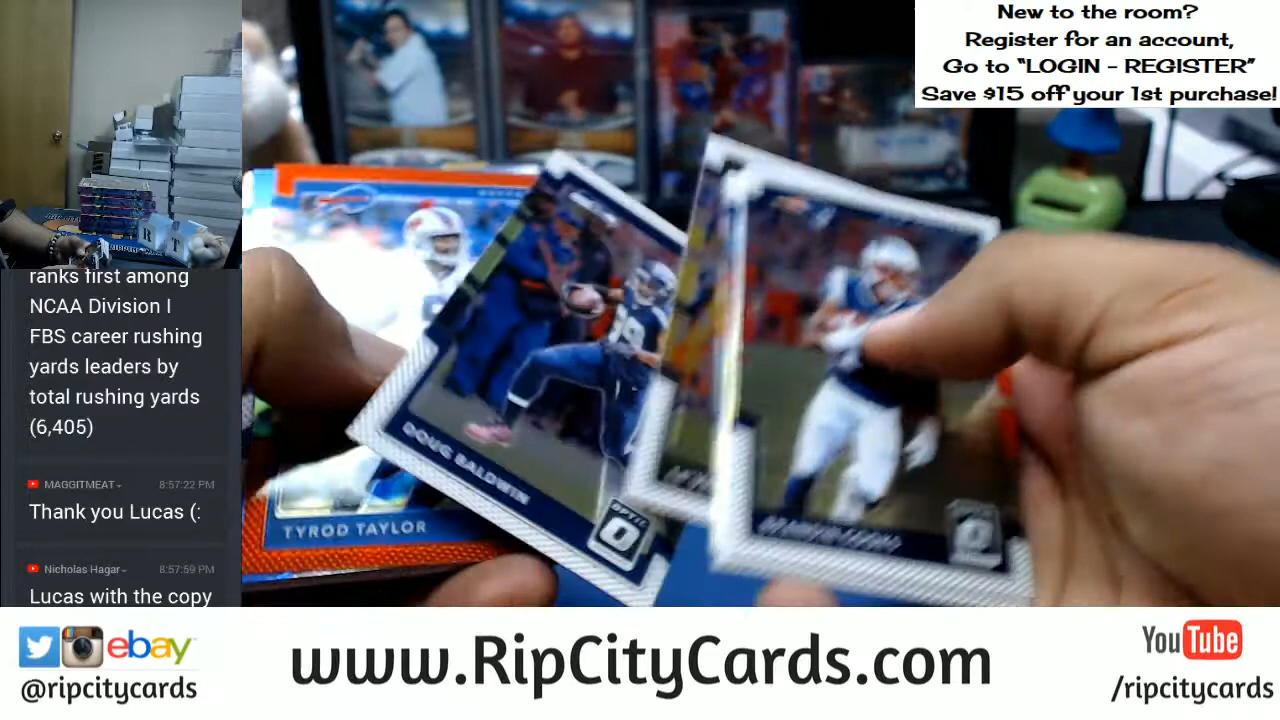 New to the room?
Register for an account,
Go to “LOGIN - REGISTER”
Save $15 off your 1st purchase!
ranks first among
NCAA Division I
FBS career rushing
yards leaders by
total rushing yards
(6,405)
MAGGITMEAT
8:57:22 PM
Thank you Lucas (:
Nicholas Hagar
8:57:59 PM
Lucas with the copy
TYROD TAYLOR
DOUG BALDWIN
OPTIC
ebay
@ripcitycards
www.RipCityCards.com
YouTube
/ripcitycards